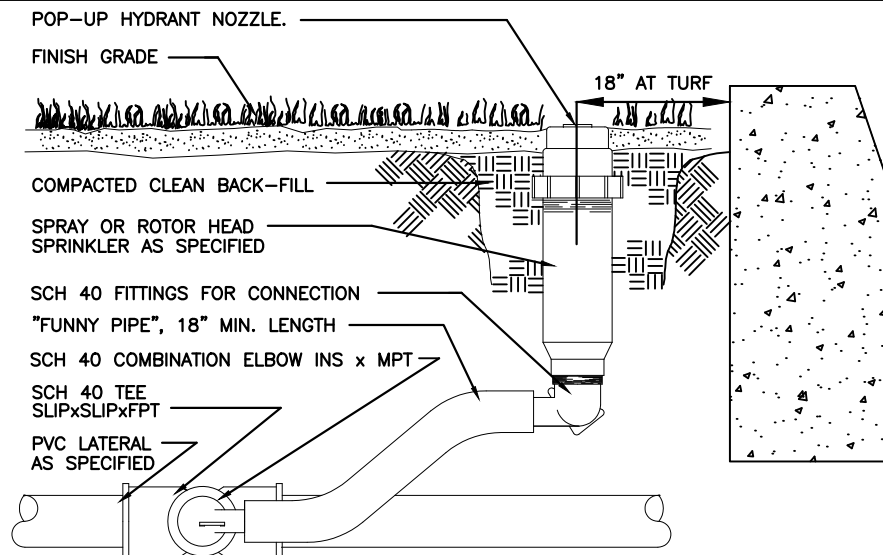 POP-UP HYDRANT NOZZLE.
FINISH GRADE
18" AT TURF
COMPACTED CLEAN BACK-FILL
SPRAY OR ROTOR HEAD
SPRINKLER AS SPECIFIED
SCH 40 FITTINGS FOR CONNECTION
"FUNNY PIPE", 18" MIN. LENGTH
SCH 40 COMBINATION ELBOW INS x MPT
SCH 40 TEE
SLIPxSLIPxFPT
PVC LATERAL
AS SPECIFIED